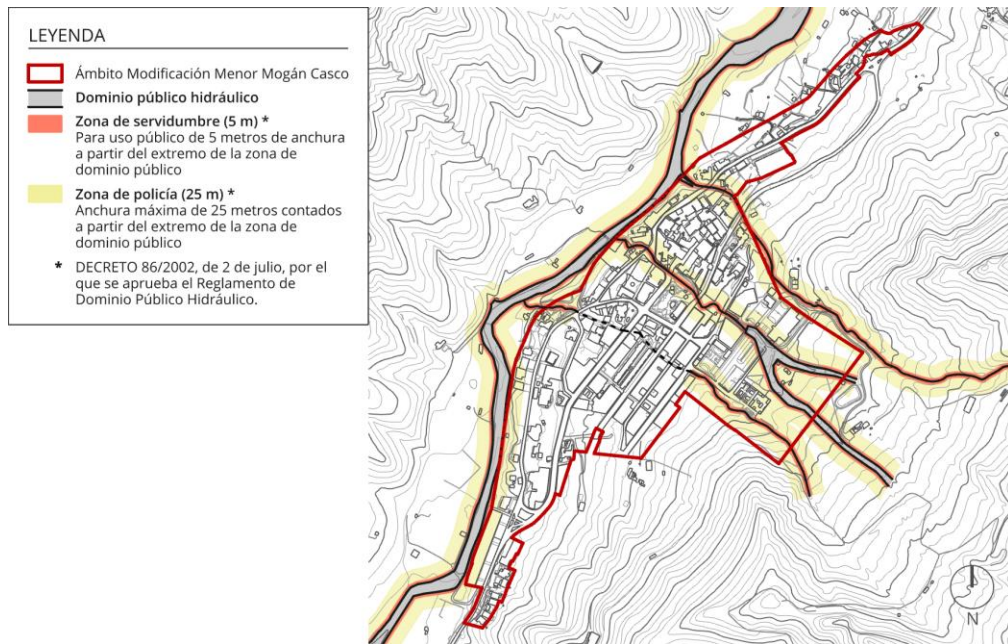 LEYENDA
Ámbito Modificación Menor Mogán Casco
Dominio público hidráulico
Zona de servidumbre (5 m) *
Para uso público de 5 metros de anchura
a partir del extremo de la zona de
dominio público
Zona de policía (25 m) *
Anchura máxima de 25 metros contados
a partir del extremo de la zona de
dominio público
* DECRETO 86/2002, de 2 de julio, por el
que se aprueba el Reglamento de
Dominio Público Hidráulico.
N